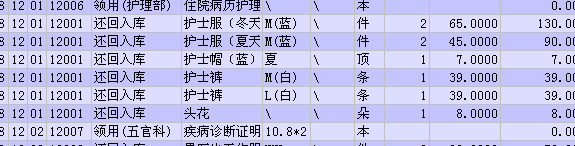 8 12 01 12006 领用(护理部) 住院病历护理 \ 本 0.00
8 12 01 12001 还回入库 护士服（冬天 M(蓝) \ 件 2 65.0000 130.00
8 12 01 12001 还回入库 护士服（夏天 M(蓝) \ 件 2 45.0000 90.00
8 12 01 12001 还回入库 护士帽（蓝） 夏 \ 顶 1 7.0000 7.00
8 12 01 12001 还回入库 护士裤 M(白) \ 条 1 39.0000 39.00
8 12 01 12001 还回入库 护士裤 L(白) \ 条 1 39.0000 39.00
8 12 01 12001 还回入库 头花 \ \ 朵 1 8.0000 8.00
8 12 02 12007 领用(五官科) 疾病诊断证明 10.8*2 本 0.00